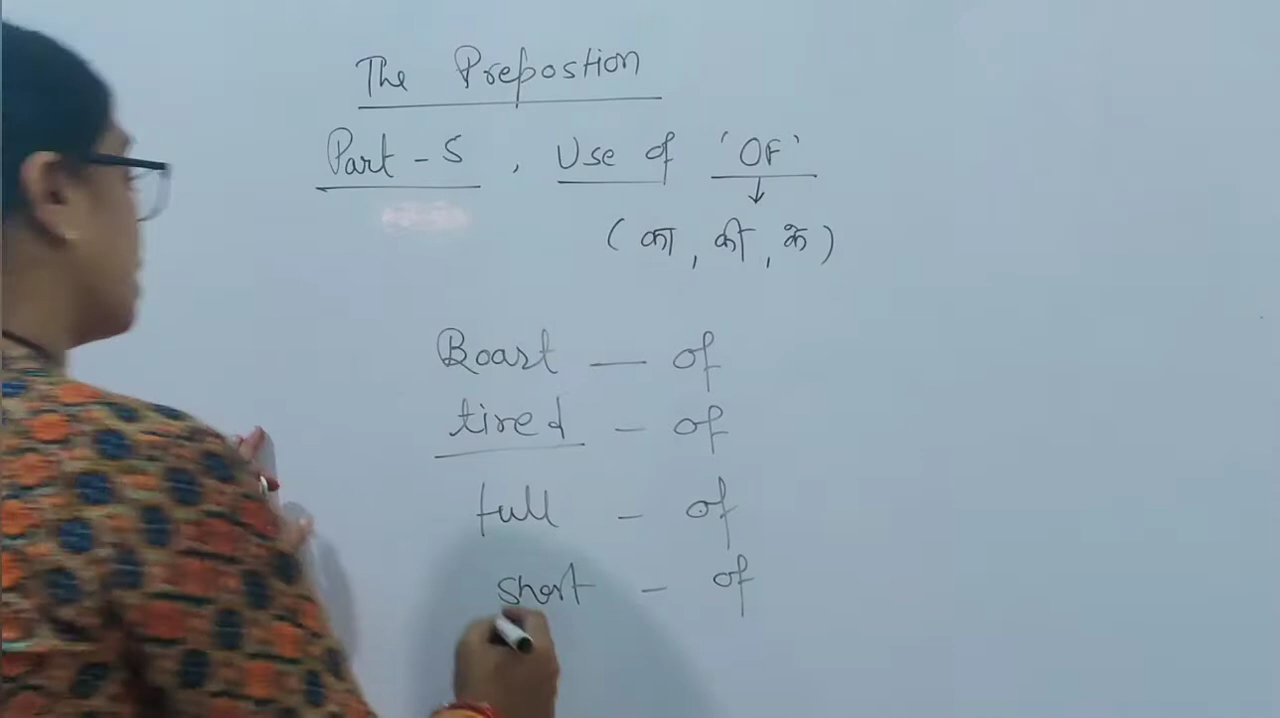 The Prepostion
Part - 5 , Use of 'OF'
(का, की, के)
Boast — of
tired - of
full - of
short - of